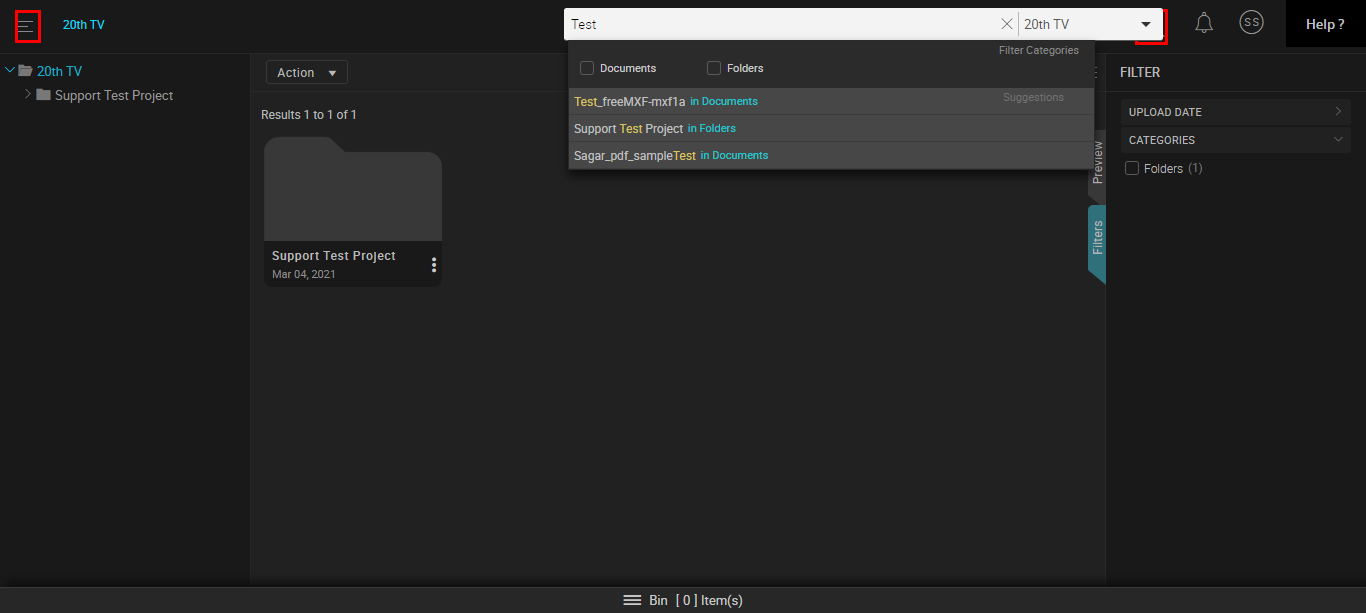 20th TV
Test
20th TV
SS
Help ?
Filter Categories
Documents
Folders
Suggestions
Test_freeMXF-mxf1a in Documents
Support Test Project in Folders
Sagar_pdf_sampleTest in Documents
20th TV
Support Test Project
Action
Results 1 to 1 of 1
Support Test Project
Mar 04, 2021
Preview
Filters
FILTER
UPLOAD DATE
CATEGORIES
Folders (1)
Bin [ 0 ] Item(s)